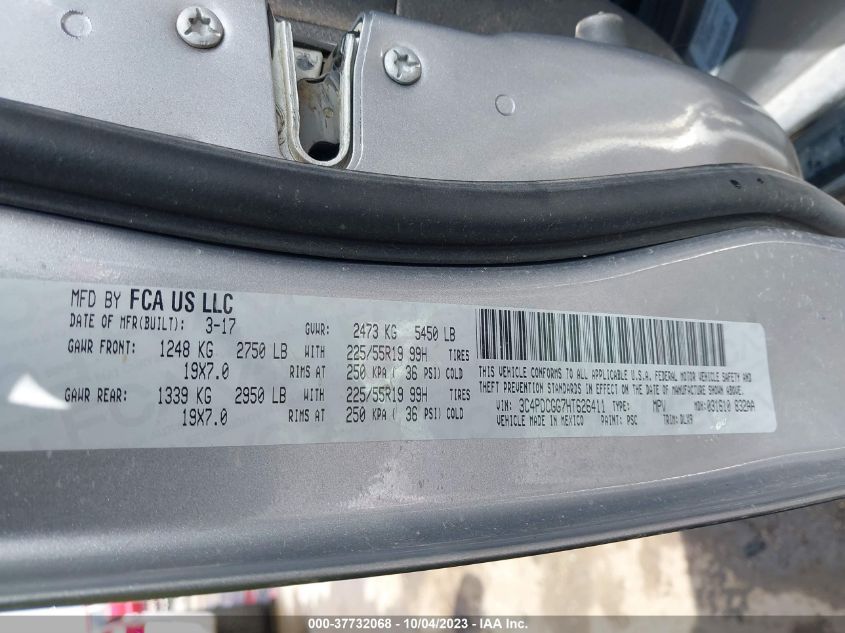 MFD BY FCA US LLC
DATE OF MFR(BUILT): 3-17 GVWR: 2473 KG 5450 LB
GAWR FRONT: 1248 KG 2750 LB WITH 225/55R19 99H TIRES
19X7.0 RIMS AT 250 KPA ( 36 PSI) COLD
GAWR REAR: 1339 KG 2950 LB WITH 225/55R19 99H TIRES
19X7.0 RIMS AT 250 KPA ( 36 PSI) COLD
THIS VEHICLE CONFORMS TO ALL APPLICABLE U.S.A. FEDERAL MOTOR VEHICLE SAFETY AND
THEFT PREVENTION STANDARDS IN EFFECT ON THE DATE OF MANUFACTURE SHOWN ABOVE.
VIN: 3C4PDCGG7HT626411 TYPE: MPV MDH: 031610 632AA
VEHICLE MADE IN MEXICO PAINT: PSC TRIM: DLX9
000-37732068 - 10/04/2023 - IAA Inc.